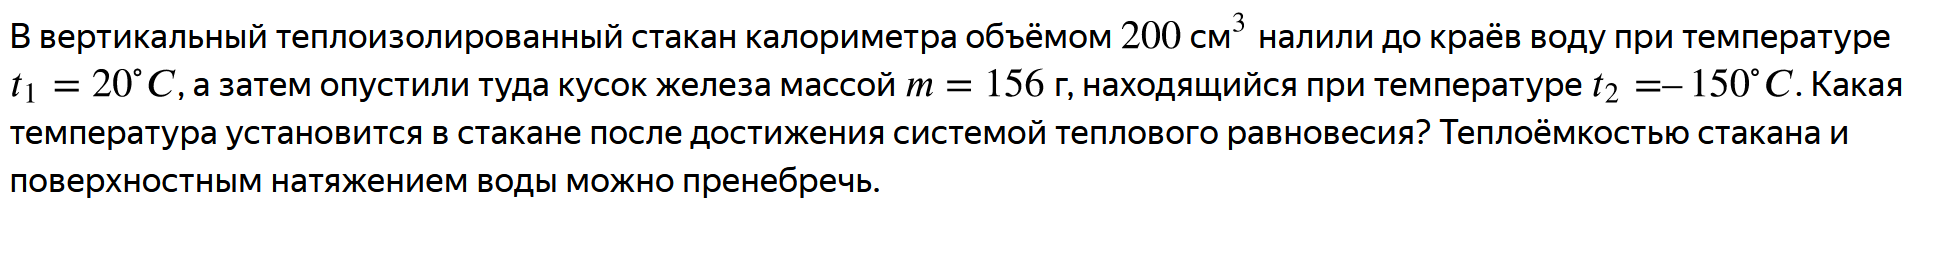 В вертикальный теплоизолированный стакан калориметра объёмом 200 см³ налили до краёв воду при температуре
t₁ = 20°C, а затем опустили туда кусок железа массой m = 156 г, находящийся при температуре t₂ =– 150°C. Какая
температура установится в стакане после достижения системой теплового равновесия? Теплоёмкостью стакана и
поверхностным натяжением воды можно пренебречь.